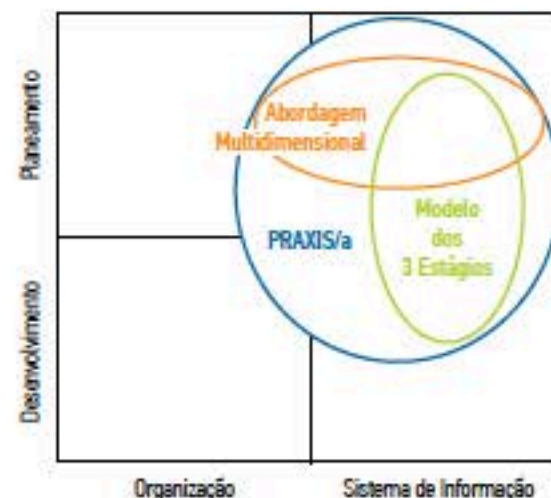 Planeamento
Desenvolvimento
Abordagem
Multidimensional
PRAXIS/a
Modelo
dos
3 Estágios
Organização
Sistema de Informação